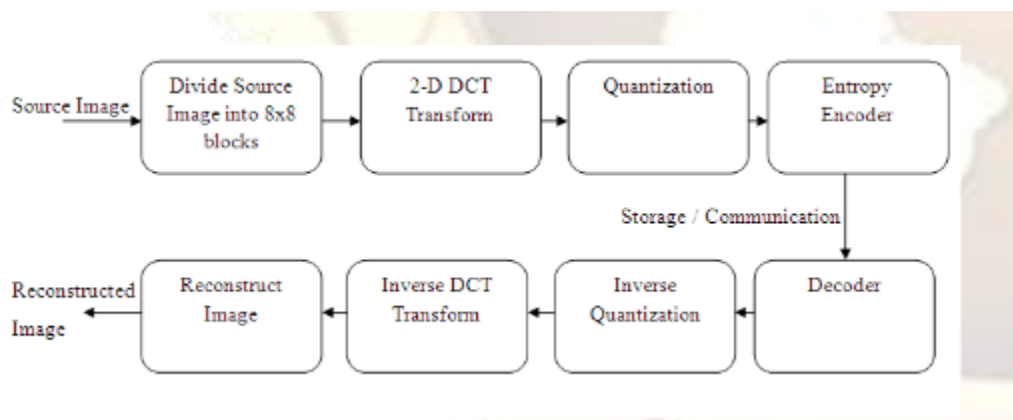 Source Image
Divide Source
Image into 8x8
blocks
2-D DCT
Transform
Quantization
Entropy
Encoder
Storage / Communication
Reconstructed
Image
Reconstruct
Image
Inverse DCT
Transform
Inverse
Quantization
Decoder